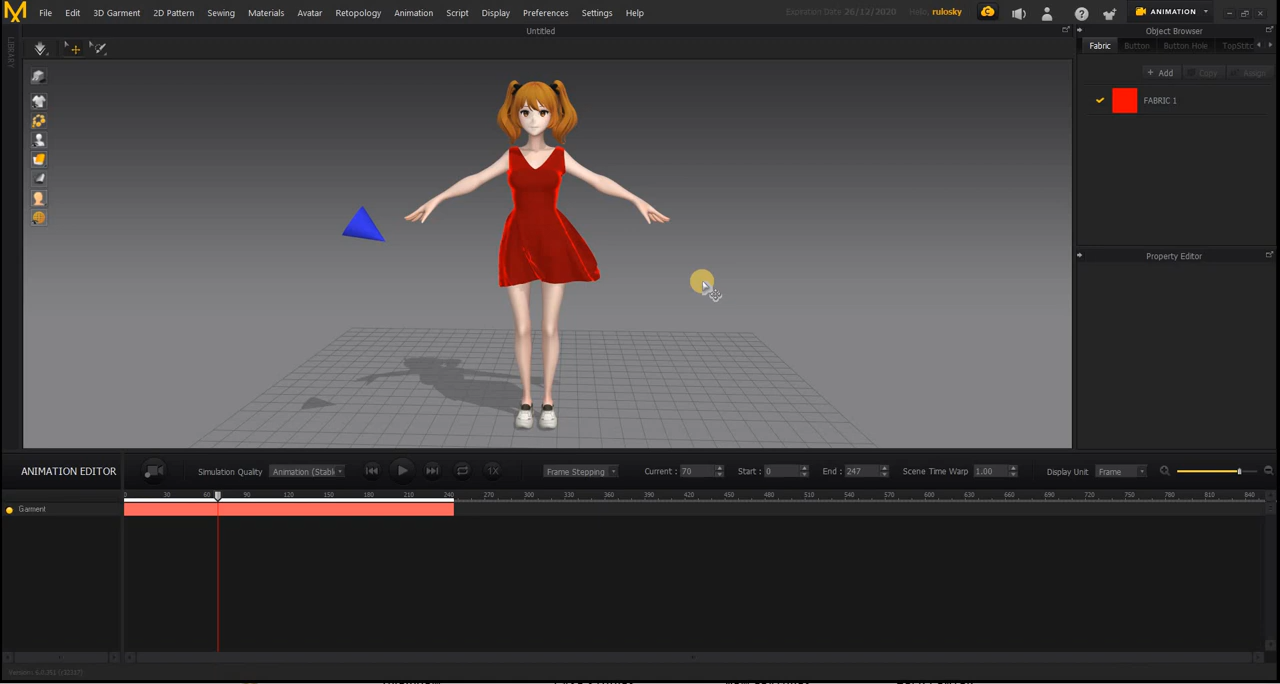 File Edit 3D Garment 2D Pattern Sewing Materials Avatar Retopology Animation Script Display Preferences Settings Help Expiration Date 26/12/2020 Hello, rulosky ANIMATION
Untitled
Object Browser
LIBRARY
Fabric Button Button Hole TopStitc
+ Add Copy Assign
FABRIC 1
Property Editor
ANIMATION EDITOR Simulation Quality Animation (Stabl Frame Stepping Current : 70 Start : 0 End : 247 Scene Time Warp 1.00 Display Unit Frame
0 30 60 90 120 150 180 210 240 270 300 330 360 390 420 450 480 510 540 570 600 630 660 690 720 750 780 810 840
Garment